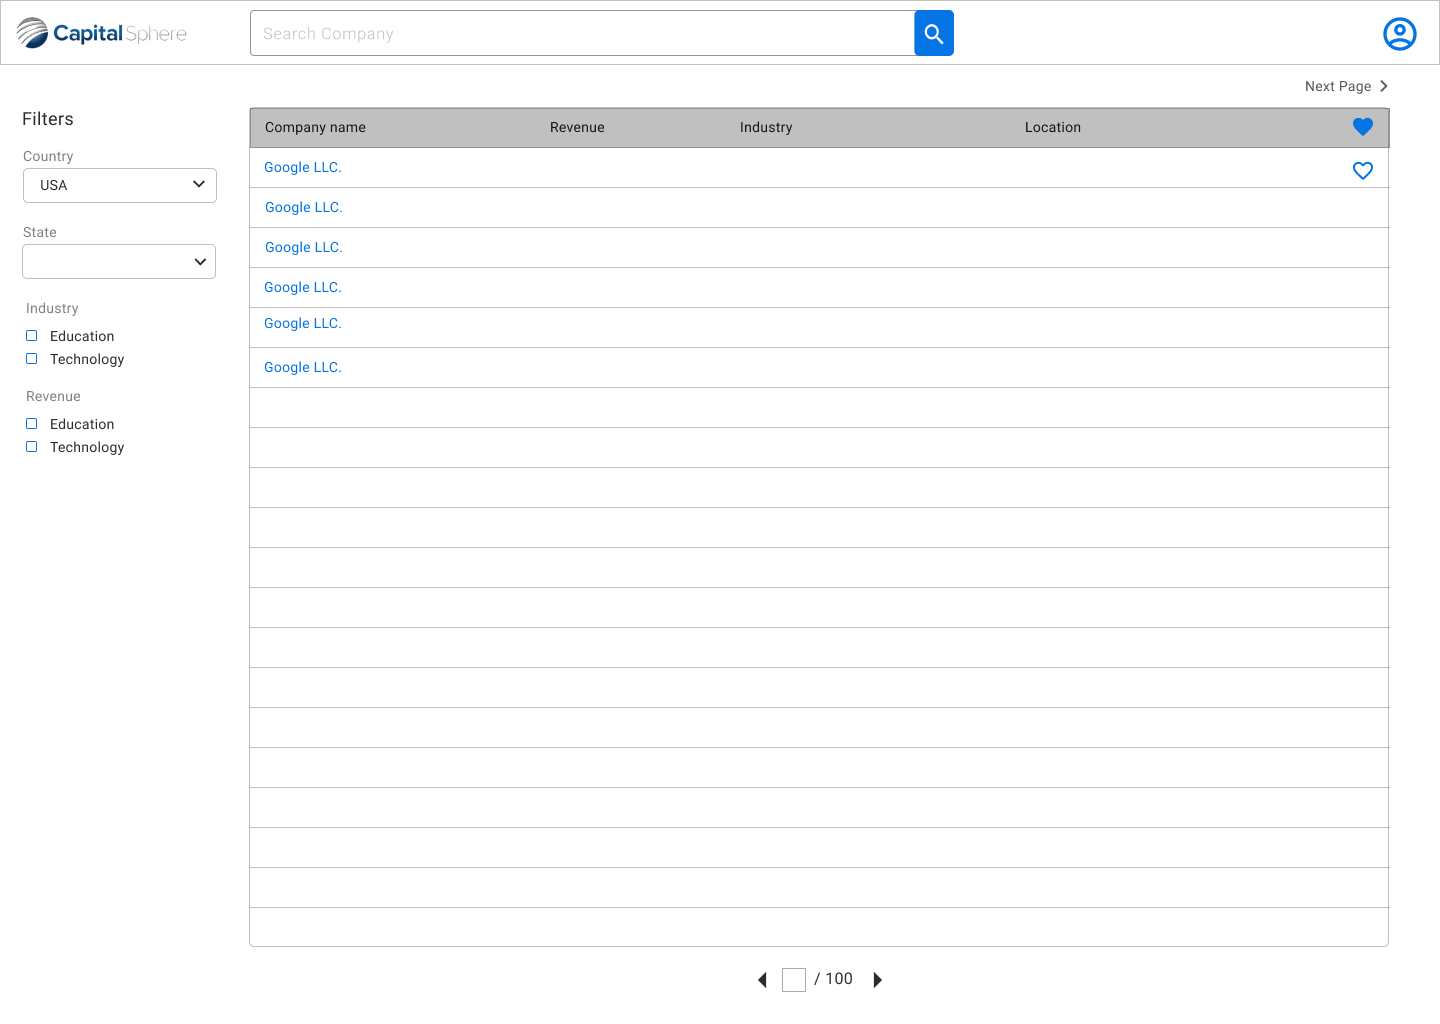 CapitalSphere
Search Company
Next Page
Filters
Country
USA
State
Industry
Education
Technology
Revenue
Education
Technology
Company name Revenue Industry Location
Google LLC.
Google LLC.
Google LLC.
Google LLC.
Google LLC.
Google LLC.
/ 100